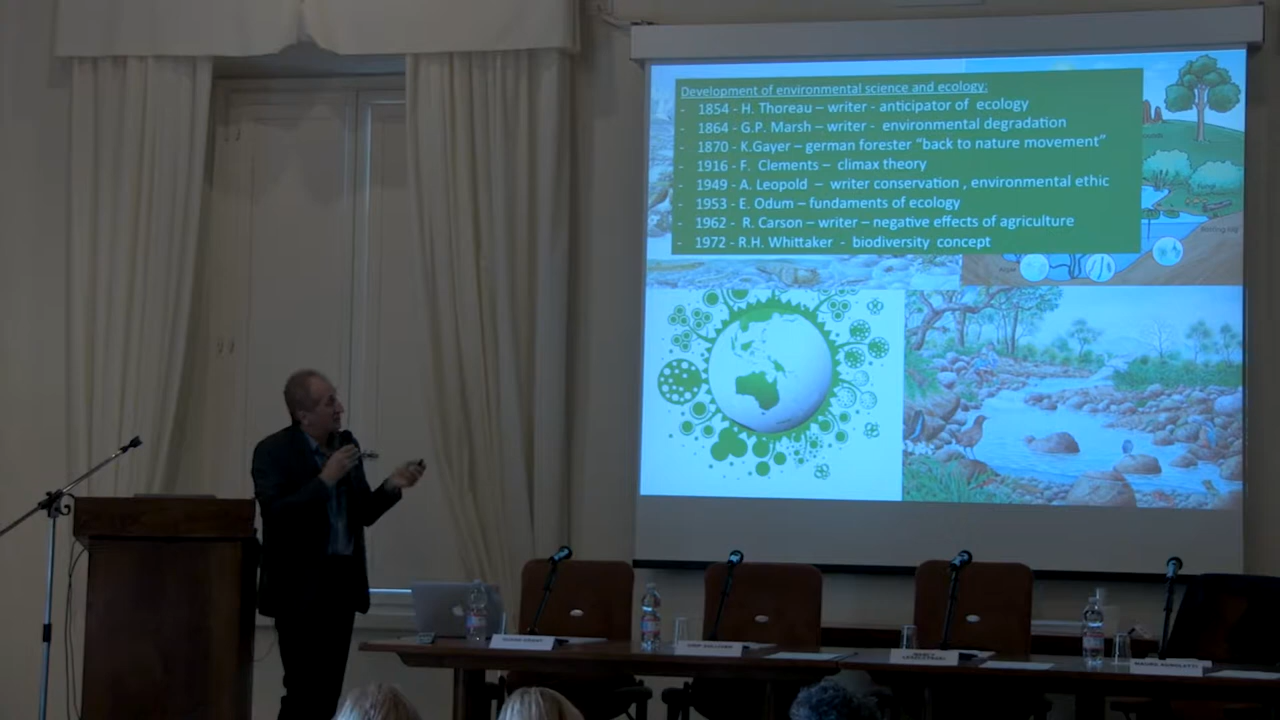 Development of environmental science and ecology:
- 1854 - H. Thoreau – writer - anticipator of ecology
- 1864 - G.P. Marsh – writer - environmental degradation
- 1870 - K.Gayer – german forester “back to nature movement”
- 1916 - F. Clements – climax theory
- 1949 - A. Leopold – writer conservation , environmental ethic
- 1953 - E. Odum – fundaments of ecology
- 1962 - R. Carson – writer – negative effects of agriculture
- 1972 - R.H. Whittaker - biodiversity concept